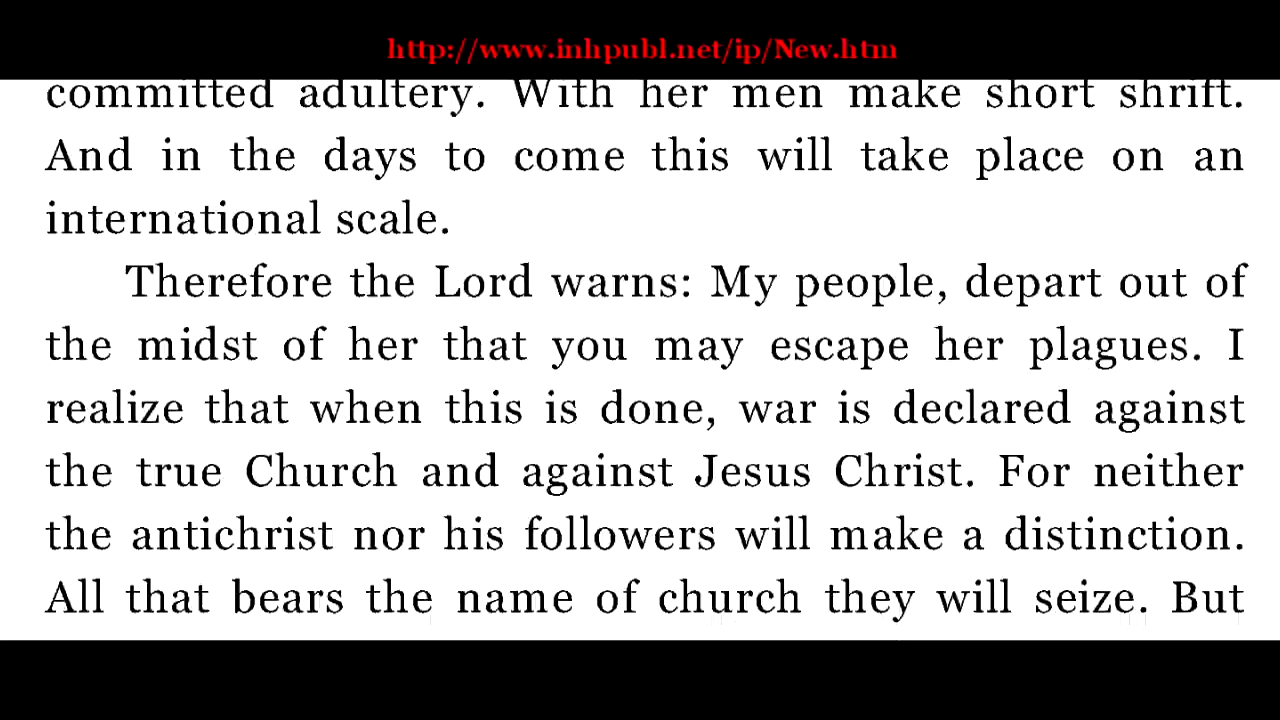 http://www.inhpubl.net/ip/New.htm
committed adultery. With her men make short shrift.
And in the days to come this will take place on an
international scale.
Therefore the Lord warns: My people, depart out of
the midst of her that you may escape her plagues. I
realize that when this is done, war is declared against
the true Church and against Jesus Christ. For neither
the antichrist nor his followers will make a distinction.
All that bears the name of church they will seize. But